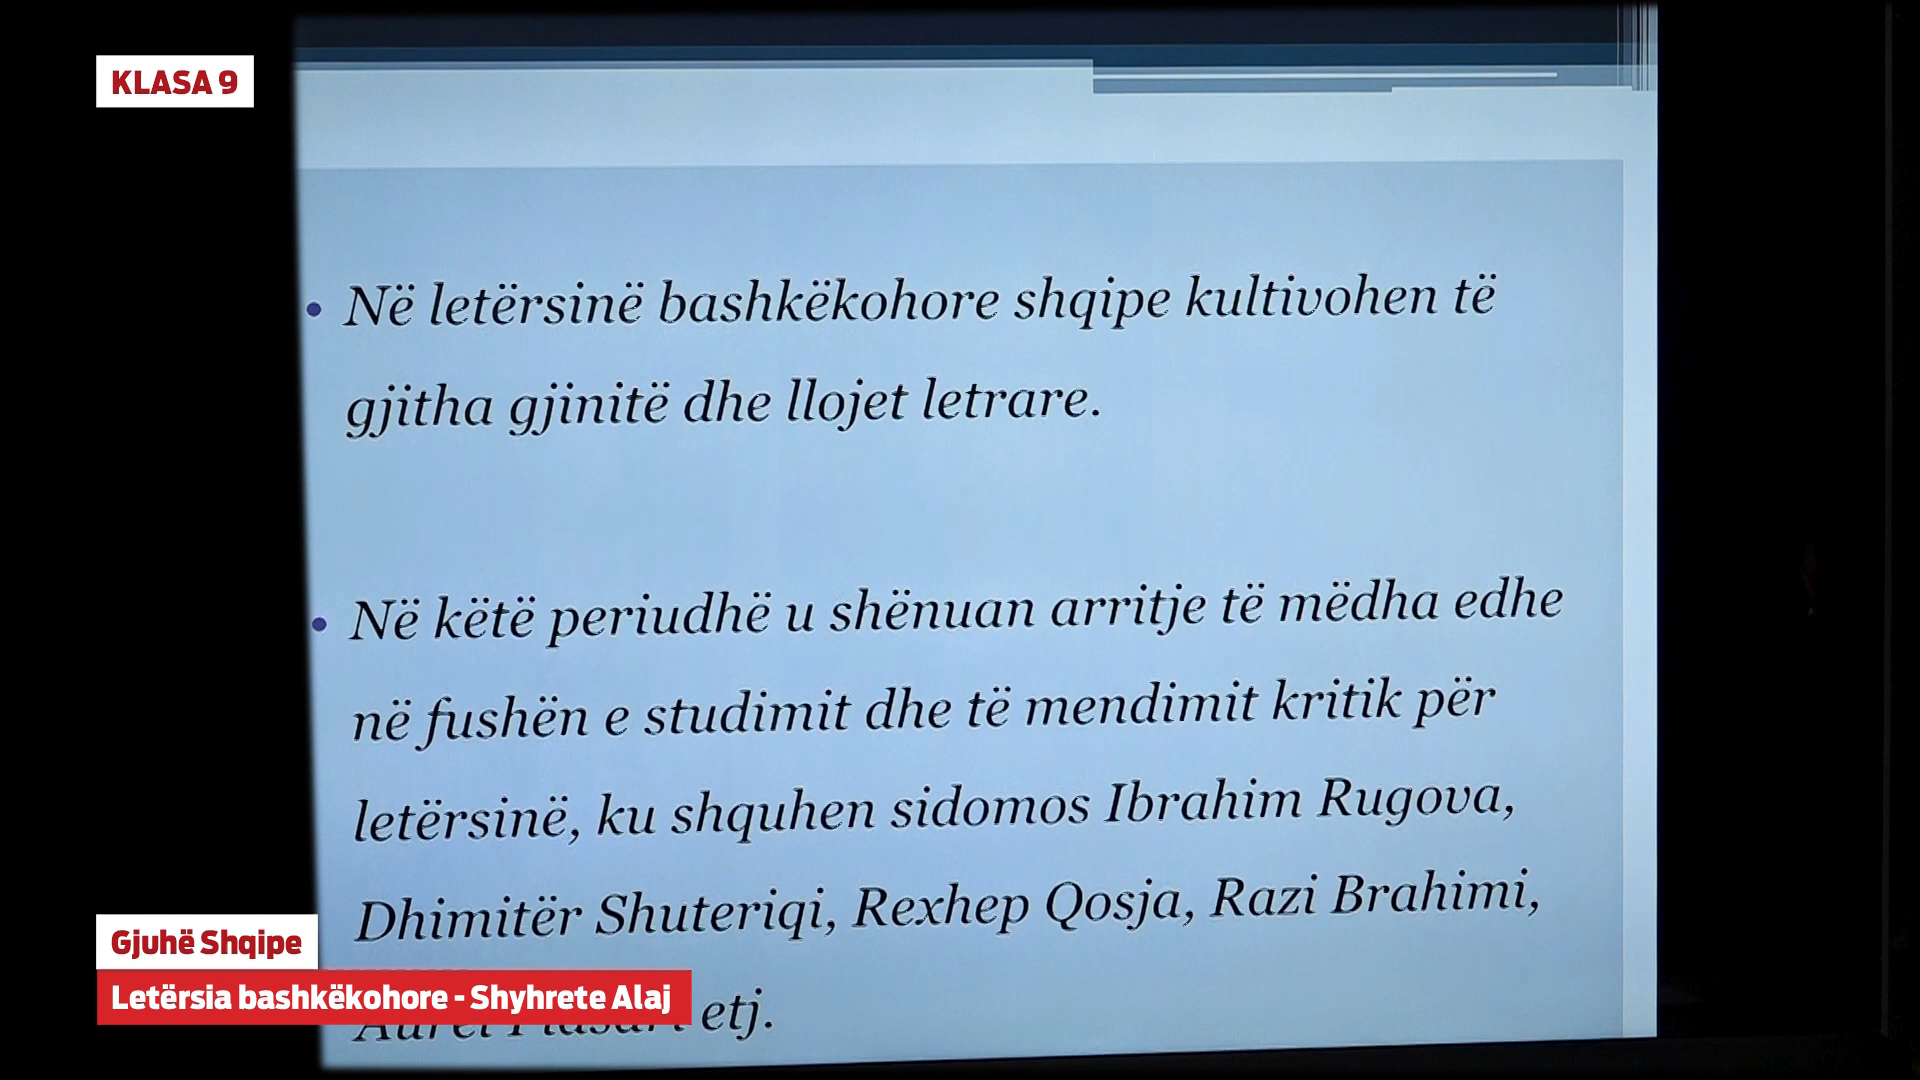 KLASA 9
• Në letërsinë bashkëkohore shqipe kultivohen të
gjitha gjinitë dhe llojet letrare.
• Në këtë periudhë u shënuan arritje të mëdha edhe
në fushën e studimit dhe të mendimit kritik për
letërsinë, ku shquhen sidomos Ibrahim Rugova,
Dhimitër Shuteriqi, Rexhep Qosja, Razi Brahimi,
etj.
Gjuhë Shqipe
Letërsia bashkëkohore - Shyhrete Alaj